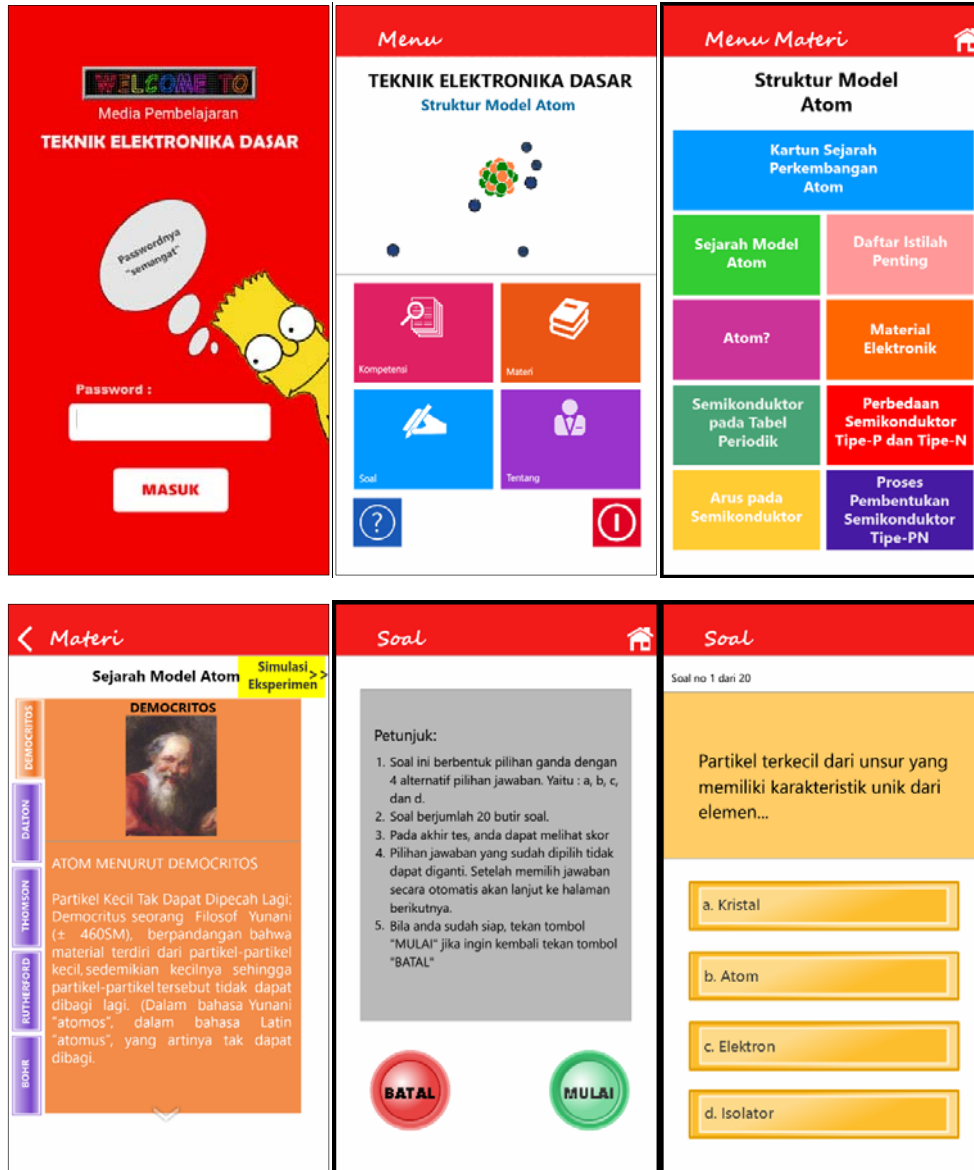 WELCOME TO
Media Pembelajaran
TEKNIK ELEKTRONIKA DASAR
Passwordnya
"semangat"
Password :
MASUK
Menu
TEKNIK ELEKTRONIKA DASAR
Struktur Model Atom
Kompetensi
Materi
Soal
Tentang
?
Menu Materi
Struktur Model
Atom
Kartun Sejarah
Perkembangan
Atom
Sejarah Model
Atom
Daftar Istilah
Penting
Atom?
Material
Elektronik
Semikonduktor
pada Tabel
Periodik
Perbedaan
Semikonduktor
Tipe-P dan Tipe-N
Arus pada
Semikonduktor
Proses
Pembentukan
Semikonduktor
Tipe-PN
Materi
Sejarah Model Atom
Simulasi >>
Eksperimen
DEMOCRITOS
DALTON
THOMSON
RUTHERFORD
BOHR
DEMOCRITOS
ATOM MENURUT DEMOCRITOS
Partikel Kecil Tak Dapat Dipecah Lagi:
Democritus seorang Filosof Yunani
(± 460SM), berpandangan bahwa
material terdiri dari partikel-partikel
kecil, sedemikian kecilnya sehingga
partikel-partikel tersebut tidak dapat
dibagi lagi. (Dalam bahasa Yunani
"atomos", dalam bahasa Latin
"atomus", yang artinya tak dapat
dibagi.
Soal
Petunjuk:
1. Soal ini berbentuk pilihan ganda dengan
4 alternatif pilihan jawaban. Yaitu : a, b, c,
dan d.
2. Soal berjumlah 20 butir soal.
3. Pada akhir tes, anda dapat melihat skor
4. Pilihan jawaban yang sudah dipilih tidak
dapat diganti. Setelah memilih jawaban
secara otomatis akan lanjut ke halaman
berikutnya.
5. Bila anda sudah siap, tekan tombol
"MULAI" jika ingin kembali tekan tombol
"BATAL"
BATAL
MULAI
Soal
Soal no 1 dari 20
Partikel terkecil dari unsur yang
memiliki karakteristik unik dari
elemen...
a. Kristal
b. Atom
c. Elektron
d. Isolator